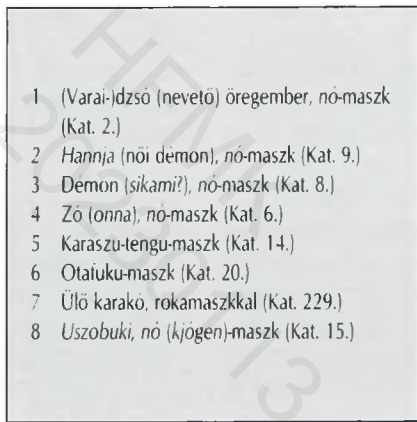 1 (Varai-)dzsó (nevető) öregember, nó-maszk
(Kat. 2.)
2 Hannja (női démon), nó-maszk (Kat. 9.)
3 Démon (sikami?), nó-maszk (Kat. 8.)
4 Zó (onna), nó-maszk (Kat. 6.)
5 Karaszu-tengu-maszk (Kat. 14.)
6 Otafuku-maszk (Kat. 20.)
7 Ülő karakó, rókamaszkkal (Kat. 229.)
8 Uszobuki, nó (kjógen)-maszk (Kat. 15.)
HFMK
20230113